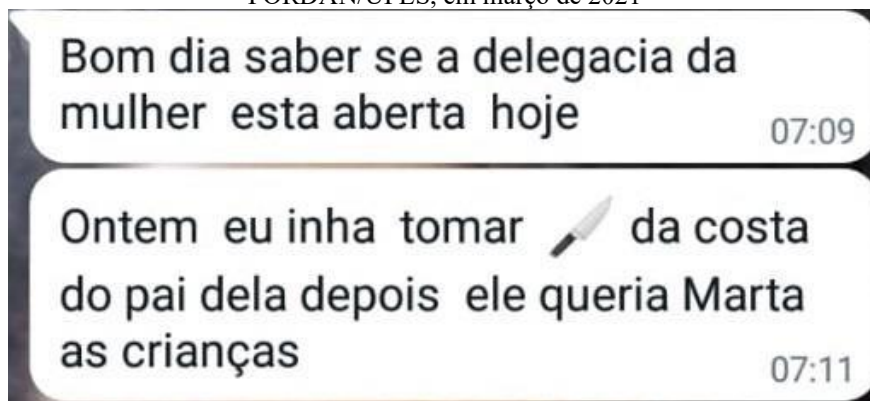 FORDAN/UFES, em março de 2021
Bom dia saber se a delegacia da
mulher esta aberta hoje
07:09
Ontem eu inha tomar 🔪 da costa
do pai dela depois ele queria Marta
as crianças
07:11